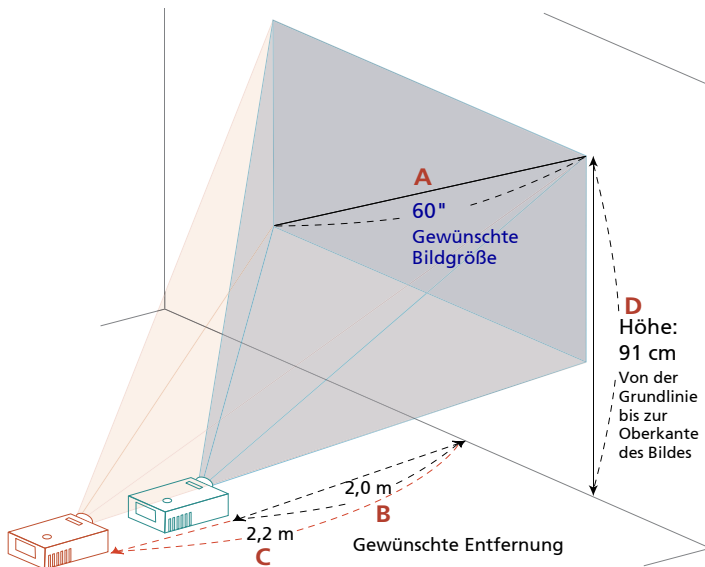 A
60"
Gewünschte
Bildgröße
D
Höhe:
91 cm
Von der
Grundlinie
bis zur
Oberkante
des Bildes
2,0 m
B
2,2 m
C
Gewünschte Entfernung